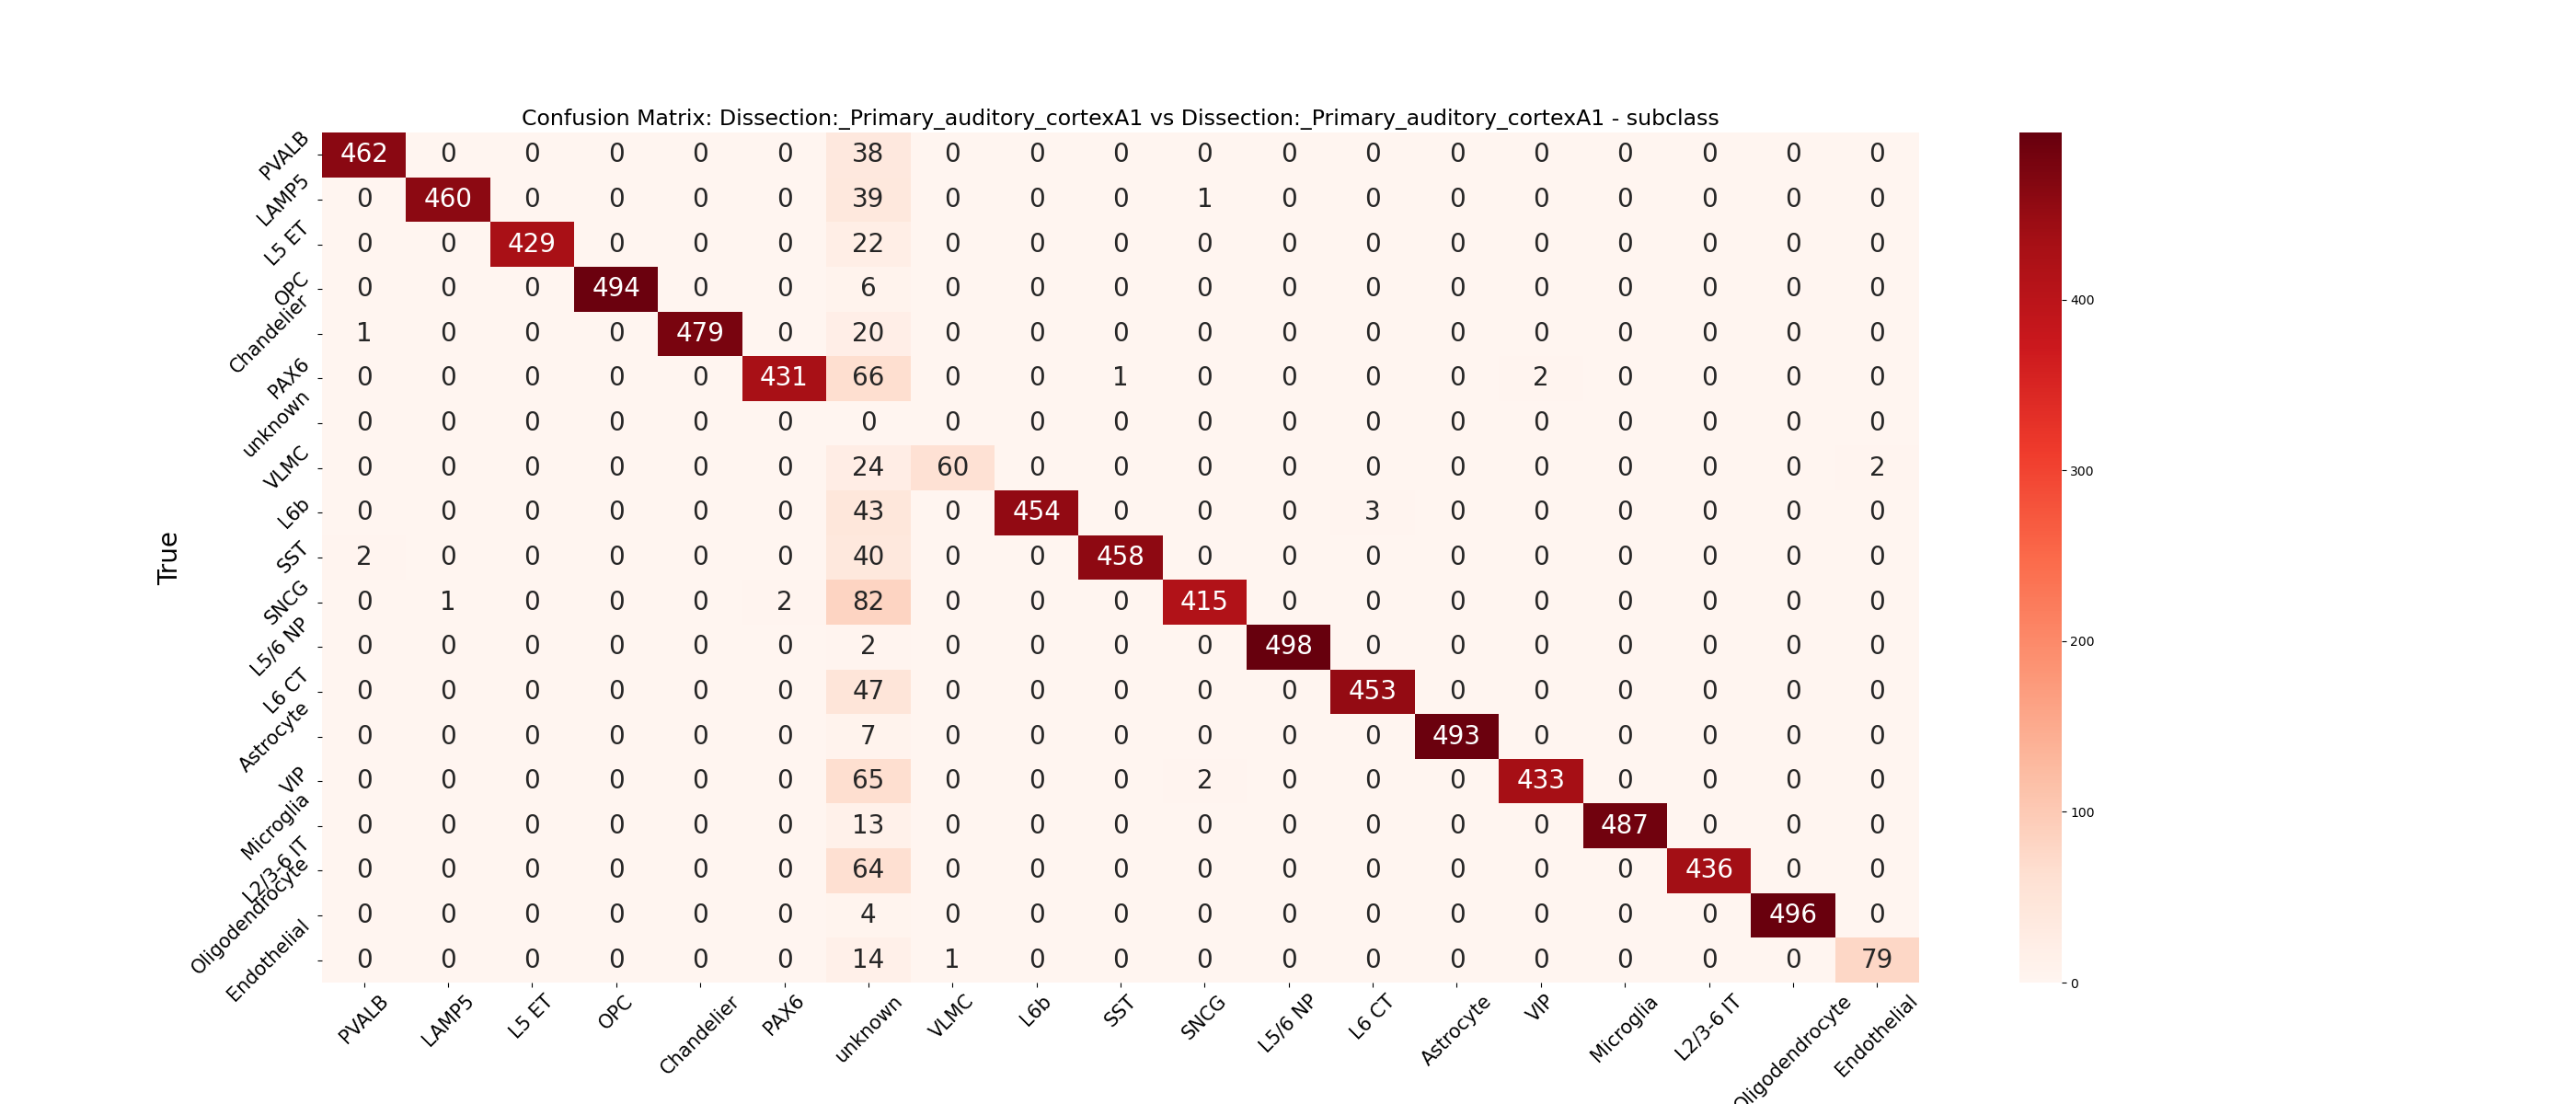 Confusion Matrix: Dissection:_Primary_auditory_cortexA1 vs Dissection:_Primary_auditory_cortexA1 - subclass
True
PVALB 462 0 0 0 0 0 38 0 0 0 0 0 0 0 0 0 0 0 0
LAMP5 0 460 0 0 0 0 39 0 0 0 1 0 0 0 0 0 0 0 0
L5 ET 0 0 429 0 0 0 22 0 0 0 0 0 0 0 0 0 0 0 0
OPC 0 0 0 494 0 0 6 0 0 0 0 0 0 0 0 0 0 0 0
Chandelier 1 0 0 0 479 0 20 0 0 0 0 0 0 0 0 0 0 0 0
PAX6 0 0 0 0 0 431 66 0 0 1 0 0 0 0 2 0 0 0 0
unknown 0 0 0 0 0 0 0 0 0 0 0 0 0 0 0 0 0 0 0
VLMC 0 0 0 0 0 0 24 60 0 0 0 0 0 0 0 0 0 0 2
L6b 0 0 0 0 0 0 43 0 454 0 0 0 3 0 0 0 0 0 0
SST 2 0 0 0 0 0 40 0 0 458 0 0 0 0 0 0 0 0 0
SNCG 0 1 0 0 0 2 82 0 0 0 415 0 0 0 0 0 0 0 0
L5/6 NP 0 0 0 0 0 0 2 0 0 0 0 498 0 0 0 0 0 0 0
L6 CT 0 0 0 0 0 0 47 0 0 0 0 0 453 0 0 0 0 0 0
Astrocyte 0 0 0 0 0 0 7 0 0 0 0 0 0 493 0 0 0 0 0
VIP 0 0 0 0 0 0 65 0 0 0 2 0 0 0 433 0 0 0 0
Microglia 0 0 0 0 0 0 13 0 0 0 0 0 0 0 0 487 0 0 0
L2/3-6 IT 0 0 0 0 0 0 64 0 0 0 0 0 0 0 0 0 436 0 0
Oligodendrocyte 0 0 0 0 0 0 4 0 0 0 0 0 0 0 0 0 0 496 0
Endothelial 0 0 0 0 0 0 14 1 0 0 0 0 0 0 0 0 0 0 79
PVALB LAMP5 L5 ET OPC Chandelier PAX6 unknown VLMC L6b SST SNCG L5/6 NP L6 CT Astrocyte VIP Microglia L2/3-6 IT Oligodendrocyte Endothelial
400
300
200
100
0